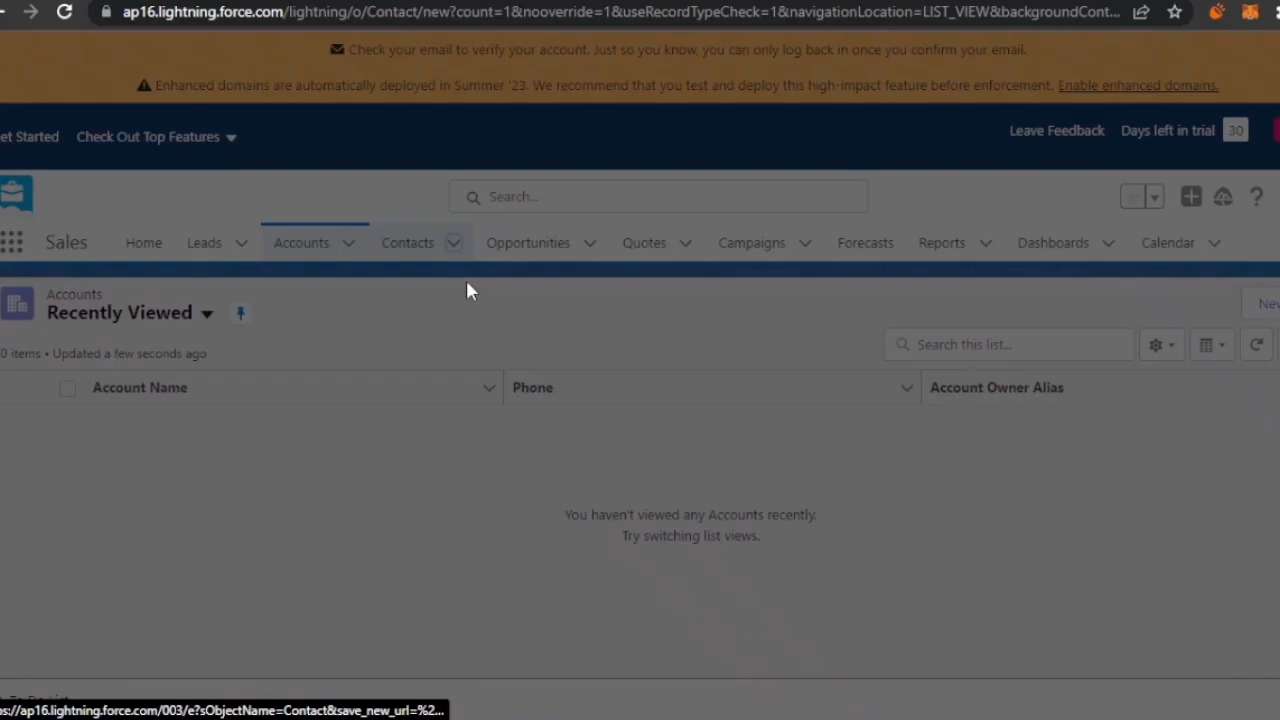 ap16.lightning.force.com/lightning/o/Contact/new?count=1&nooverride=1&useRecordTypeCheck=1&navigationLocation=LIST_VIEW&backgroundCont...
Check your email to verify your account. Just so you know, you can only log back in once you confirm your email.
Enhanced domains are automatically deployed in Summer '23. We recommend that you test and deploy this high-impact feature before enforcement. Enable enhanced domains.
et Started Check Out Top Features Leave Feedback Days left in trial 30
Search...
Sales Home Leads Accounts Contacts Opportunities Quotes Campaigns Forecasts Reports Dashboards Calendar
Accounts
Recently Viewed
New
0 items • Updated a few seconds ago
Search this list...
Account Name Phone Account Owner Alias
You haven't viewed any Accounts recently.
Try switching list views.
ps://ap16.lightning.force.com/003/e?sObjectName=Contact&save_new_url=%2...